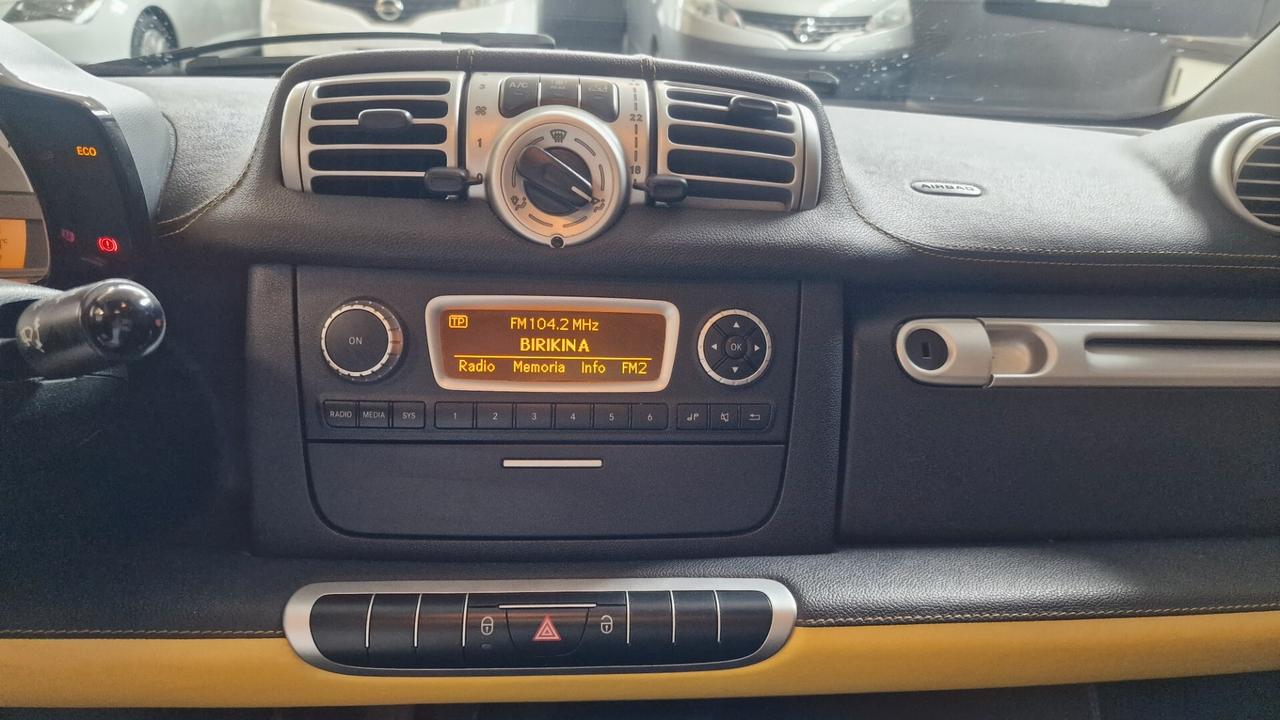 A/C
3
22
1
18
ECO
AIRBAG
TP
FM 104.2 MHz
BIRIKINA
Radio Memoria Info FM2
ON
OK
RADIO MEDIA SYS 1 2 3 4 5 6